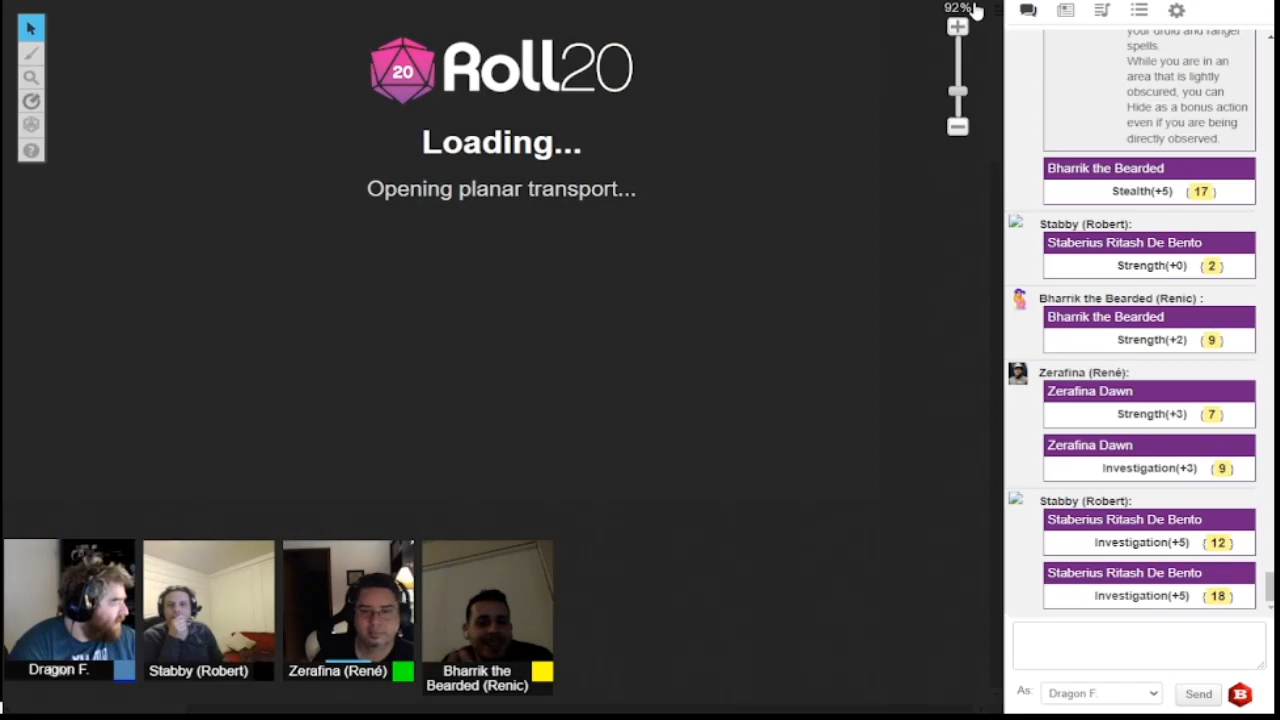 92%
20
Roll20
Loading...
Opening planar transport...
your druid and ranger
spells.
While you are in an
area that is lightly
obscured, you can
Hide as a bonus action
even if you are being
directly observed.
Bharrik the Bearded
Stealth(+5) ( 17 )
Stabby (Robert):
Staberius Ritash De Bento
Strength(+0) ( 2 )
Bharrik the Bearded (Renic) :
Bharrik the Bearded
Strength(+2) ( 9 )
Zerafina (René):
Zerafina Dawn
Strength(+3) ( 7 )
Zerafina Dawn
Investigation(+3) ( 9 )
Stabby (Robert):
Staberius Ritash De Bento
Investigation(+5) ( 12 )
Staberius Ritash De Bento
Investigation(+5) ( 18 )
Dragon F.
Stabby (Robert)
Zerafina (René)
Bharrik the
Bearded (Renic)
As: Dragon F. Send B